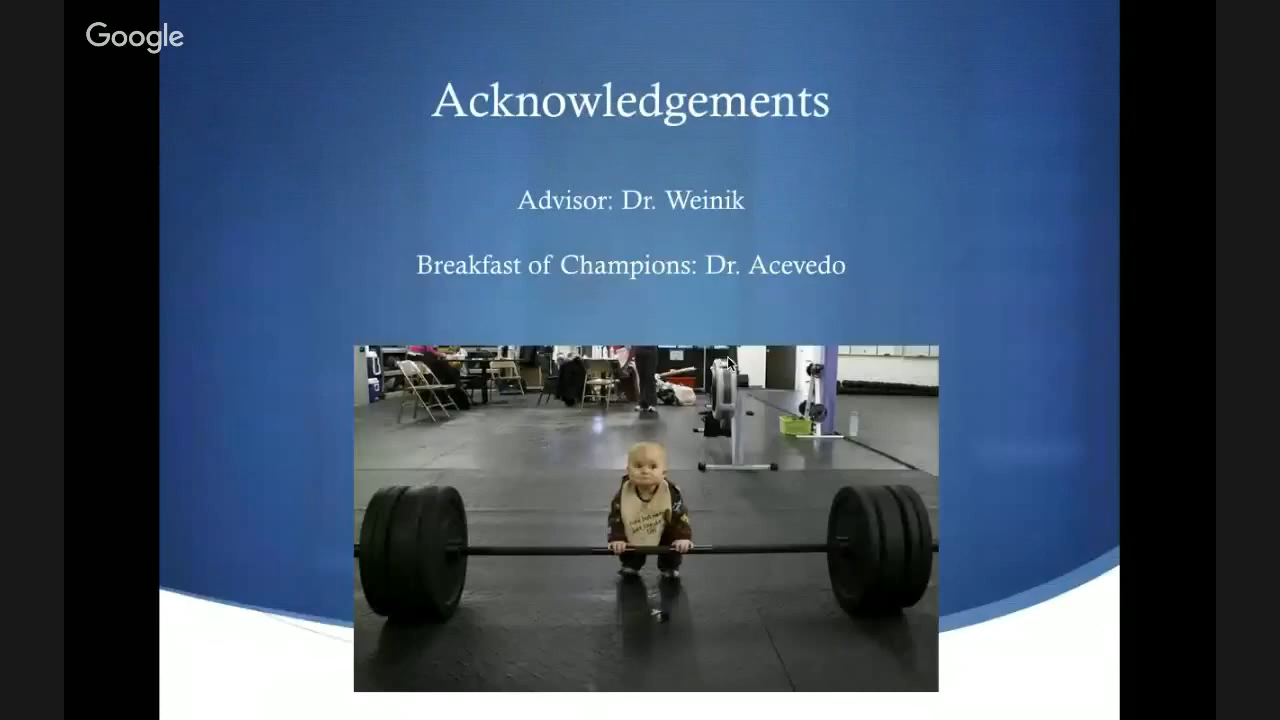 Google
Acknowledgements
Advisor: Dr. Weinik
Breakfast of Champions: Dr. Acevedo